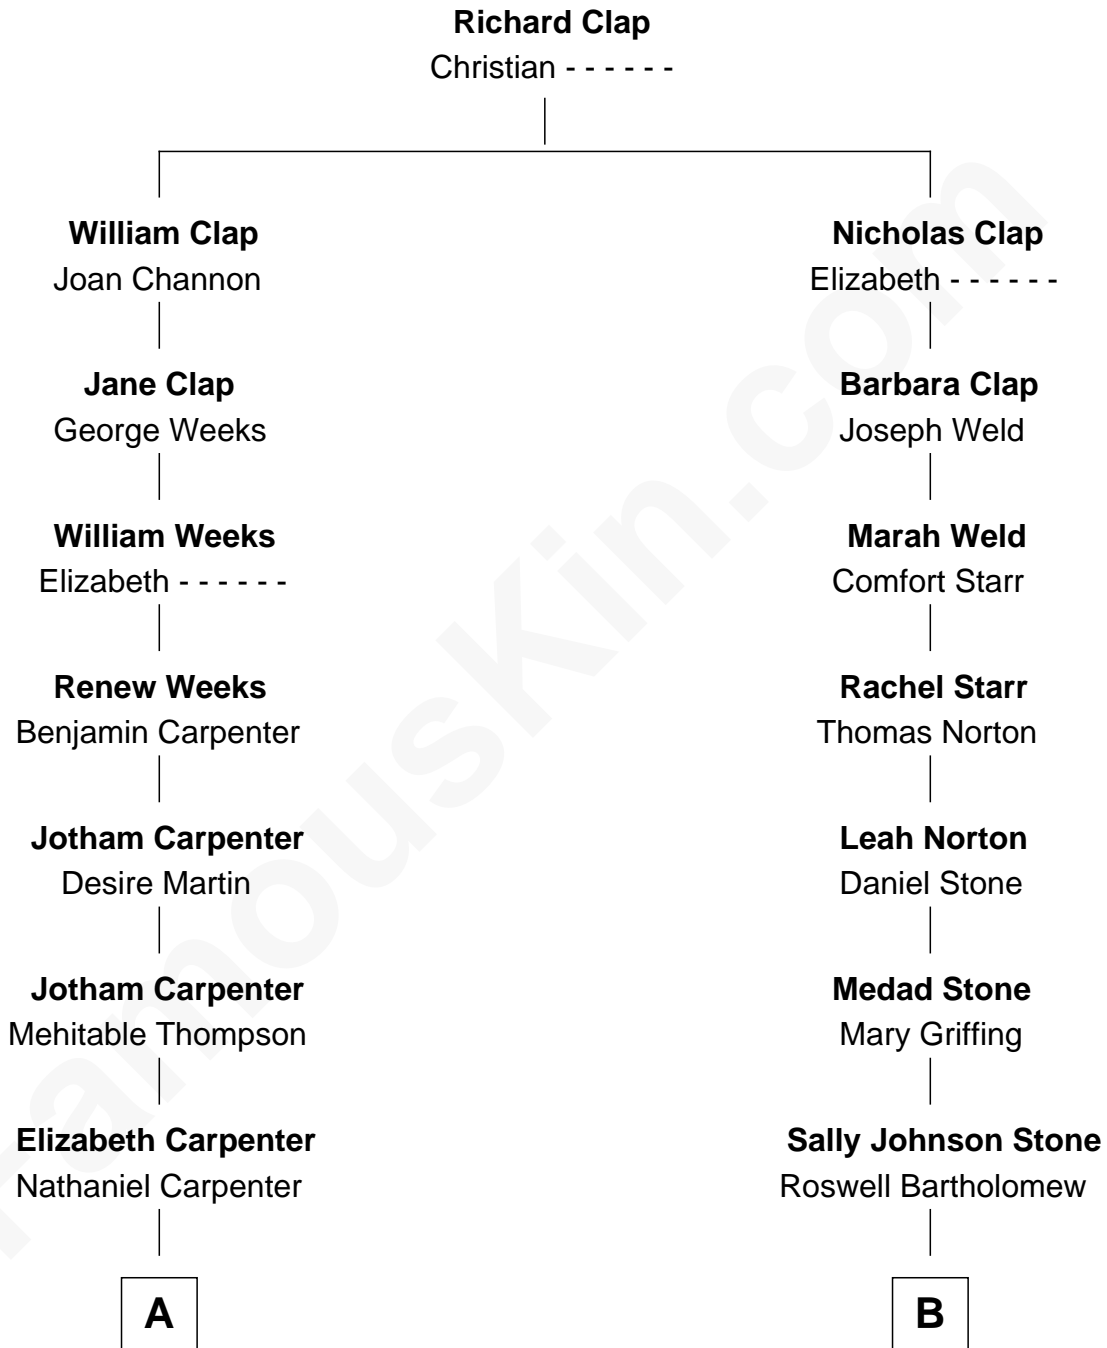 Richard Clap
Christian - - - - - -
William Clap
Joan Channon
Nicholas Clap
Elizabeth - - - - - -
Jane Clap
George Weeks
Barbara Clap
Joseph Weld
William Weeks
Elizabeth - - - - - -
Marah Weld
Comfort Starr
Renew Weeks
Benjamin Carpenter
Rachel Starr
Thomas Norton
Jotham Carpenter
Desire Martin
Leah Norton
Daniel Stone
Jotham Carpenter
Mehitable Thompson
Medad Stone
Mary Griffing
Elizabeth Carpenter
Nathaniel Carpenter
Sally Johnson Stone
Roswell Bartholomew
A
B
FamousKin.com